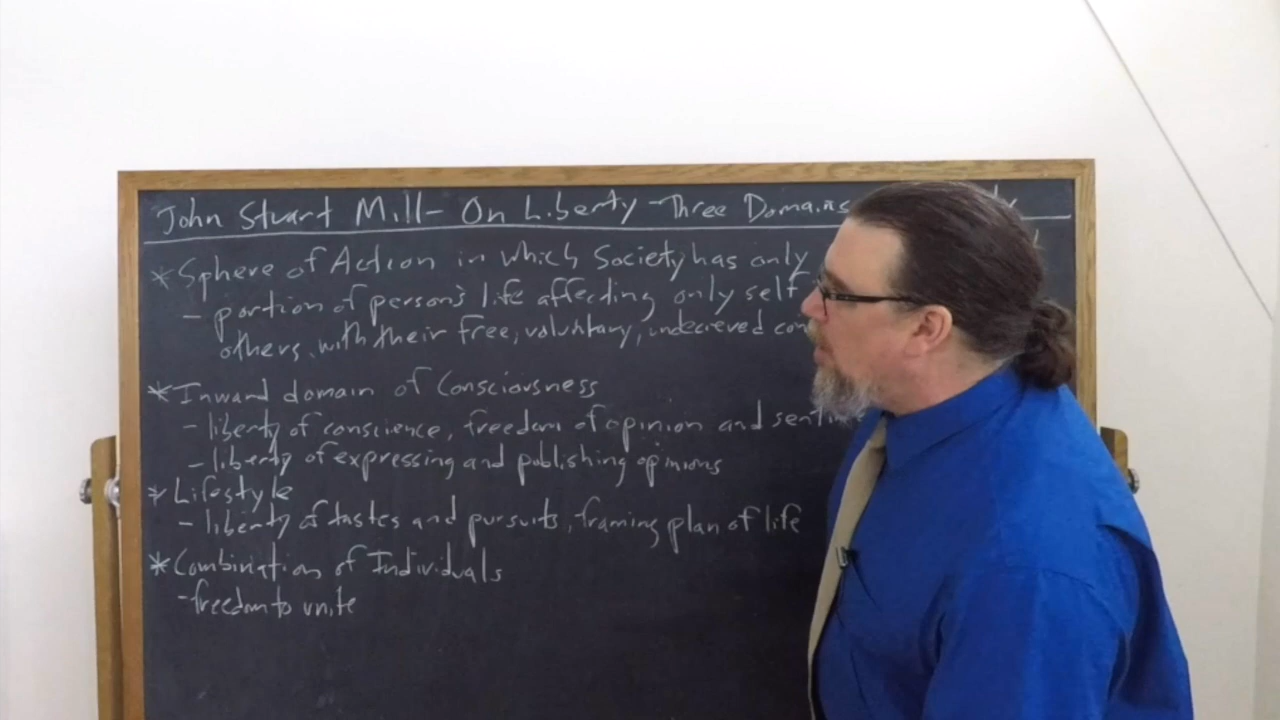 John Stuart Mill - On Liberty - Three Domains
* Sphere of Action in which Society has only
- portion of person's life affecting only self
others, with their free, voluntary, undecieved con
* Inward domain of Consciousness
- liberty of conscience, freedom of opinion and senti
- liberty of expressing and publishing opinions
* Lifestyle
- liberty of tastes and pursuits, framing plan of life
* Combination of Individuals
- freedom to unite